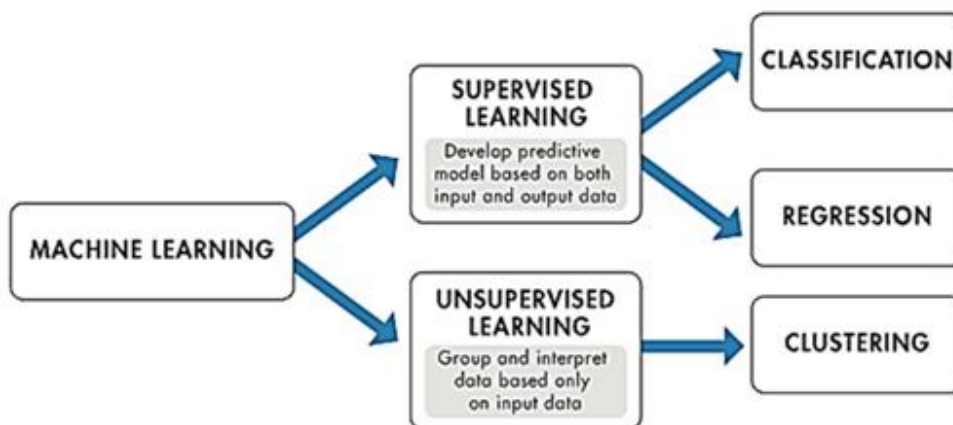 MACHINE LEARNING
SUPERVISED
LEARNING
Develop predictive
model based on both
input and output data
UNSUPERVISED
LEARNING
Group and interpret
data based only
on input data
CLASSIFICATION
REGRESSION
CLUSTERING